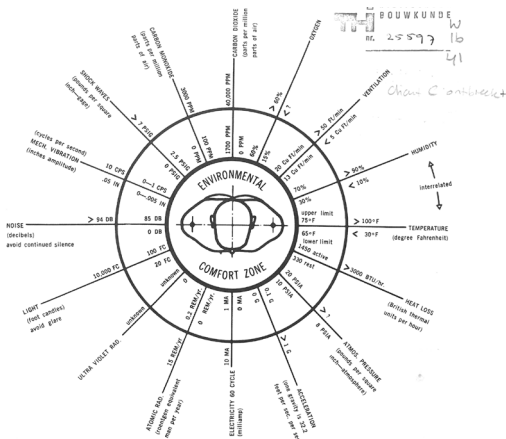 BOUWKUNDE
nr. 25597
W
16
41
CARBON DIOXIDE
(parts per million
parts of air)
40,000 PPM
1700 PPM
0 PPM
OXYGEN
> 60%
< ?
60%
15%
VENTILATION
> 50 Cu Ft/min
< 5 Cu Ft/min
20 Cu Ft/min
13 Cu Ft/min
HUMIDITY
> 90%
< 10%
70%
30%
interrelated
TEMPERATURE
(degree Fahrenheit)
> 100°F
< 30°F
upper limit
75°F
65°F
lower limit
HEAT LOSS
(British thermal
units per hour)
> 3000 BTU/hr.
1450 active
330 rest
ATMOS. PRESSURE
(pounds per square
inch—atmosphere)
> ?
8 PSIA
20 PSIA
10 PSIA
ACCELERATION
(one gravity is 32.2
feet per sec. per se
> 1 G
0.1 G
0 G
ELECTRICITY 60 CYCLE
(milliamp)
10 MA
1 MA
0 MA
ATOMIC RAD.
(roentgen equivalent
man per year)
15 REM/yr.
0.2 REM/yr.
0 REM/yr.
ULTRA VIOLET RAD.
unknown
unknown
0
LIGHT
(foot candles)
avoid glare
10,000 FC
100 FC
20 FC
NOISE
(decibels)
avoid continued silence
> 94 DB
85 DB
0 DB
(cycles per second)
MECH. VIBRATION
(inches amplitude)
10 CPS
.05 IN
0—1 CPS
0—.005 IN
SHOCK WAVES
(pounds per square
inch—gage)
> 7 PSIG
2.5 PSIG
0 PSIG
CARBON MONOXIDE
(parts per million
parts of air)
3000 PPM
100 PPM
0 PPM
ENVIRONMENTAL
COMFORT ZONE